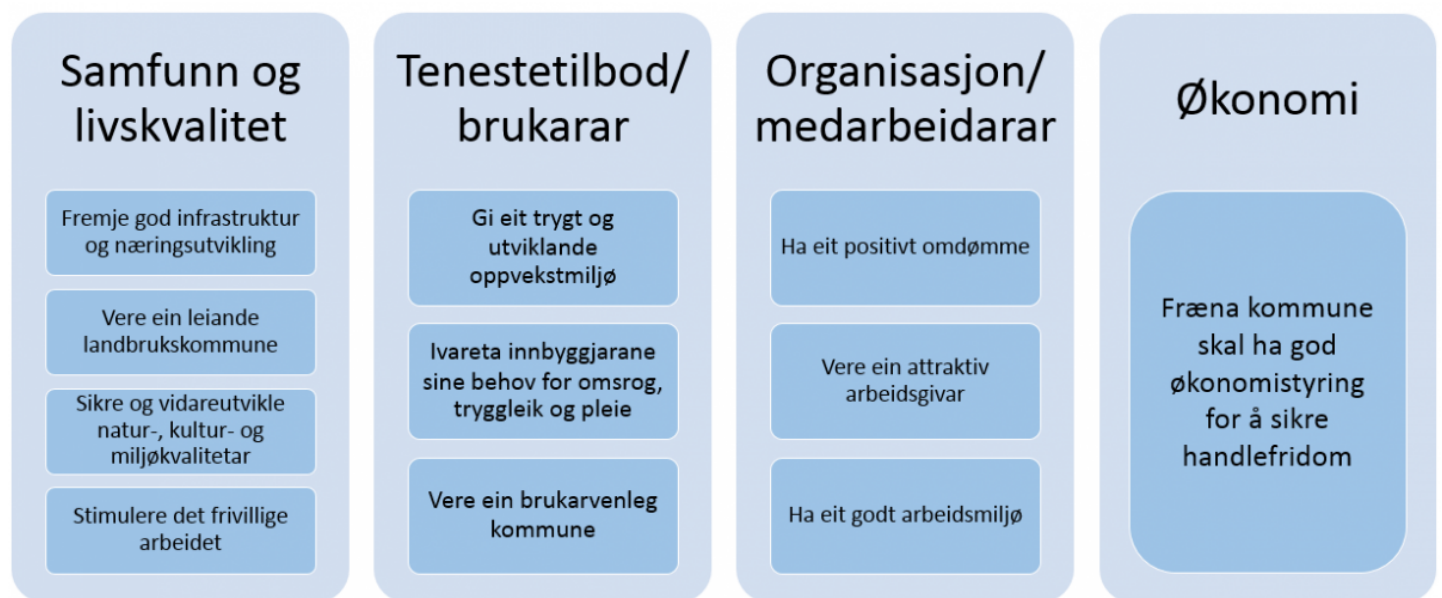 Samfunn og
livskvalitet
Fremje god infrastruktur
og næringsutvikling
Vere ein leiande
landbrukskommune
Sikre og vidareutvikle
natur-, kultur- og
miljøkvalitetar
Stimulere det frivillige
arbeidet
Tenestetilbod/
brukarar
Gi eit trygt og
utviklande
oppvekstmiljø
Ivareta innbyggjarane
sine behov for omsrog,
tryggleik og pleie
Vere ein brukarvenleg
kommune
Organisasjon/
medarbeidarar
Ha eit positivt omdømme
Vere ein attraktiv
arbeidsgivar
Ha eit godt arbeidsmiljø
Økonomi
Fræna kommune
skal ha god
økonomistyring
for å sikre
handlefridom